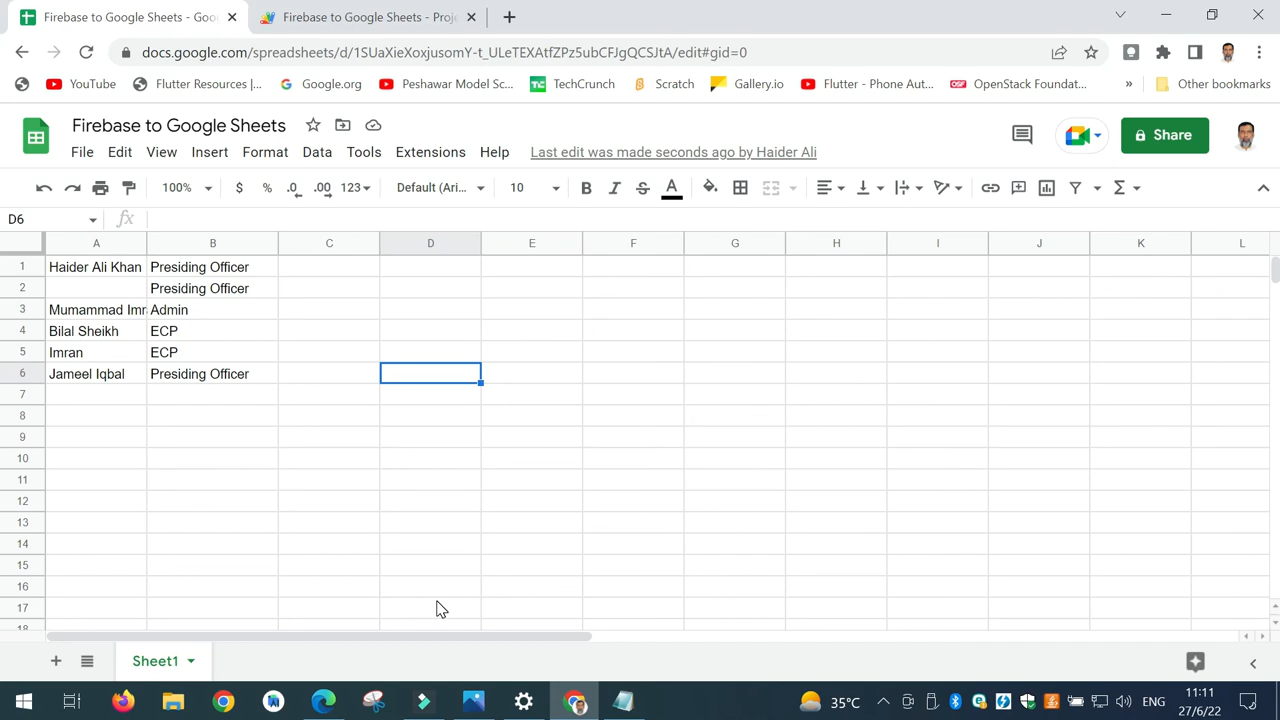 Firebase to Google Sheets - Goo
Firebase to Google Sheets - Proje
docs.google.com/spreadsheets/d/1SUaXieXoxjusomY-t_ULeTEXAtfZPz5ubCFJgQCSJtA/edit#gid=0
YouTube
Flutter Resources |...
Google.org
Peshawar Model Sc...
TechCrunch
Scratch
Gallery.io
Flutter - Phone Aut...
OpenStack Foundat...
»
Other bookmarks
Firebase to Google Sheets
Share
File Edit View Insert Format Data Tools Extensions Help Last edit was made seconds ago by Haider Ali
100% $ % .0 .00 123 Default (Ari... 10 B I S A Σ
D6 fx
A B C D E F G H I J K L
1 Haider Ali Khan Presiding Officer
2 Presiding Officer
3 Mumammad Imr Admin
4 Bilal Sheikh ECP
5 Imran ECP
6 Jameel Iqbal Presiding Officer
7
8
9
10
11
12
13
14
15
16
17
18
Sheet1
35°C ENG 11:11
27/6/22